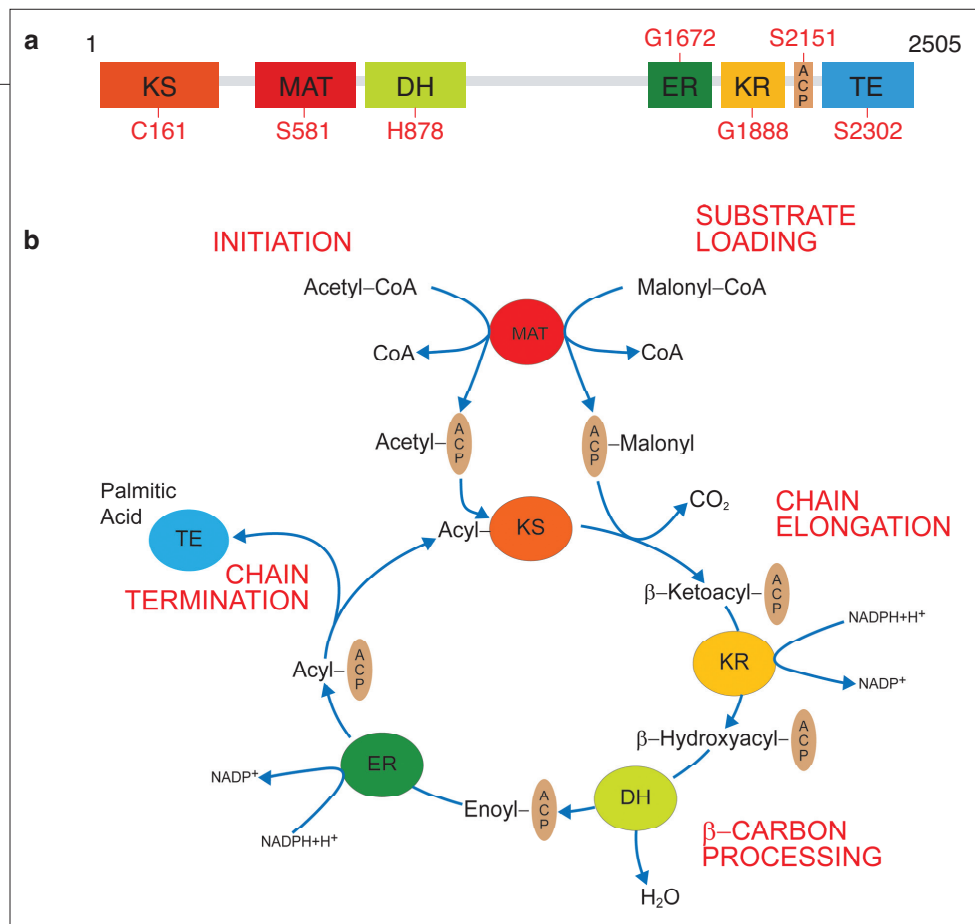 a
1
G1672
S2151
2505
KS
MAT
DH
ER
KR
A
C
P
TE
C161
S581
H878
G1888
S2302
b
INITIATION
SUBSTRATE
LOADING
Acetyl–CoA
Malonyl–CoA
MAT
CoA
CoA
Acetyl–
A
C
P
A
C
P
–Malonyl
CO₂
Palmitic
Acid
TE
Acyl–
KS
CHAIN
ELONGATION
CHAIN
TERMINATION
β–Ketoacyl–
A
C
P
NADPH+H⁺
KR
Acyl–
A
C
P
NADP⁺
β–Hydroxyacyl–
A
C
P
ER
NADP⁺
DH
Enoyl–
A
C
P
NADPH+H⁺
β–CARBON
PROCESSING
H₂O